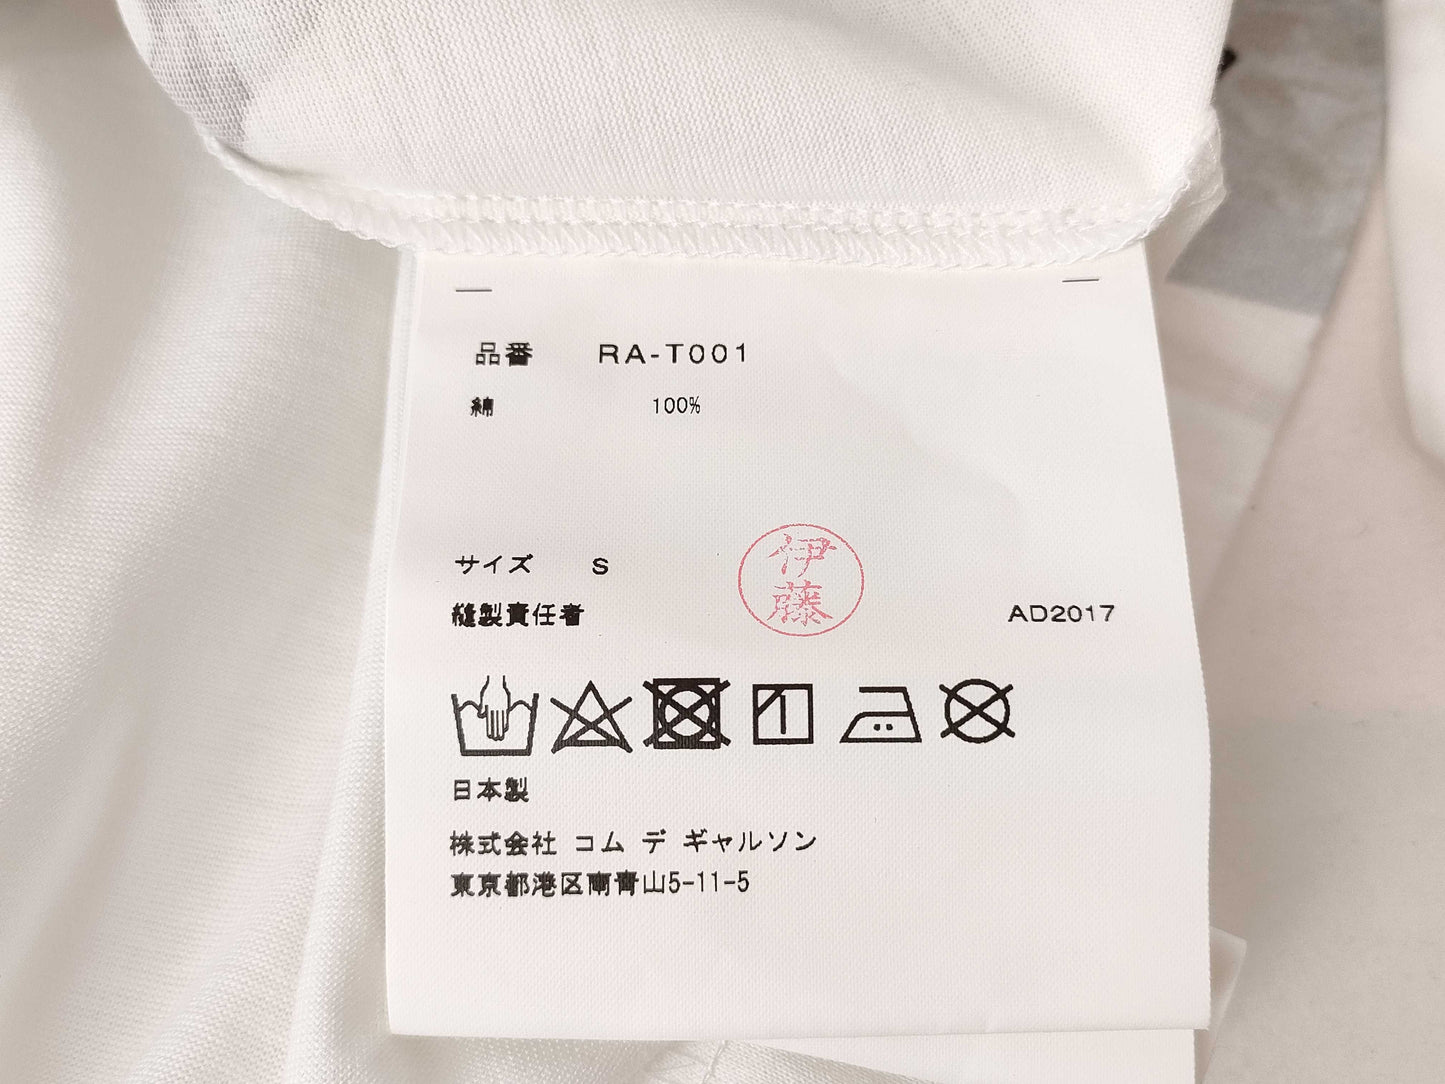 品番 RA-T001
綿 100%
サイズ S
伊藤
縫製責任者 AD2017
日本製
株式会社 コム デ ギャルソン
東京都港区南青山5-11-5